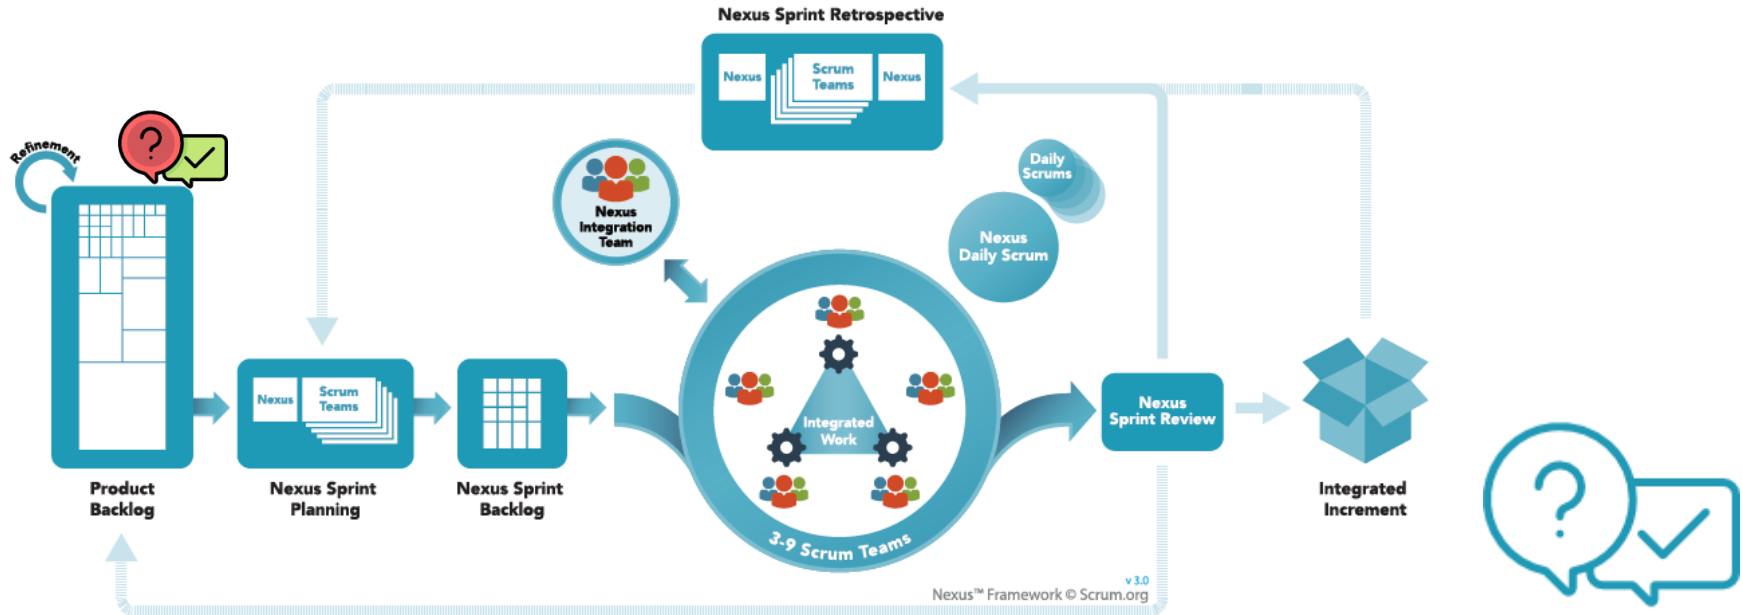 Nexus Sprint Retrospective
Nexus
Scrum
Teams
Nexus
Refinement
?
Nexus
Integration
Team
Daily
Scrums
Nexus
Daily Scrum
Nexus
Scrum
Teams
Integrated
Work
Nexus
Sprint Review
Product
Backlog
Nexus Sprint
Planning
Nexus Sprint
Backlog
3-9 Scrum Teams
Integrated
Increment
?
v 3.0
Nexus™ Framework © Scrum.org